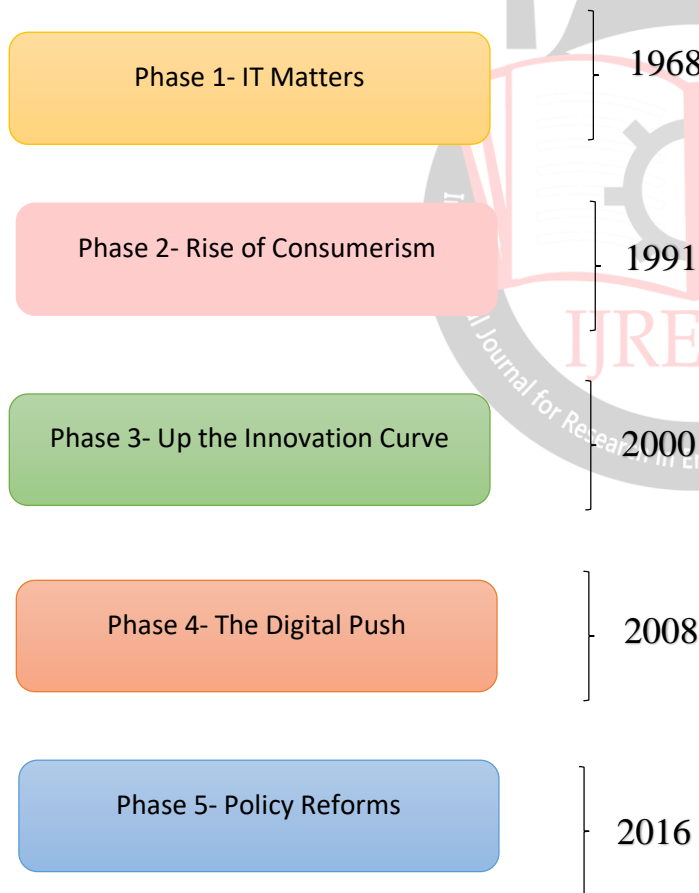 Phase 1- IT Matters
1968
Phase 2- Rise of Consumerism
1991
IJRE
al Journal for Research in E
Phase 3- Up the Innovation Curve
2000
Phase 4- The Digital Push
2008
Phase 5- Policy Reforms
2016